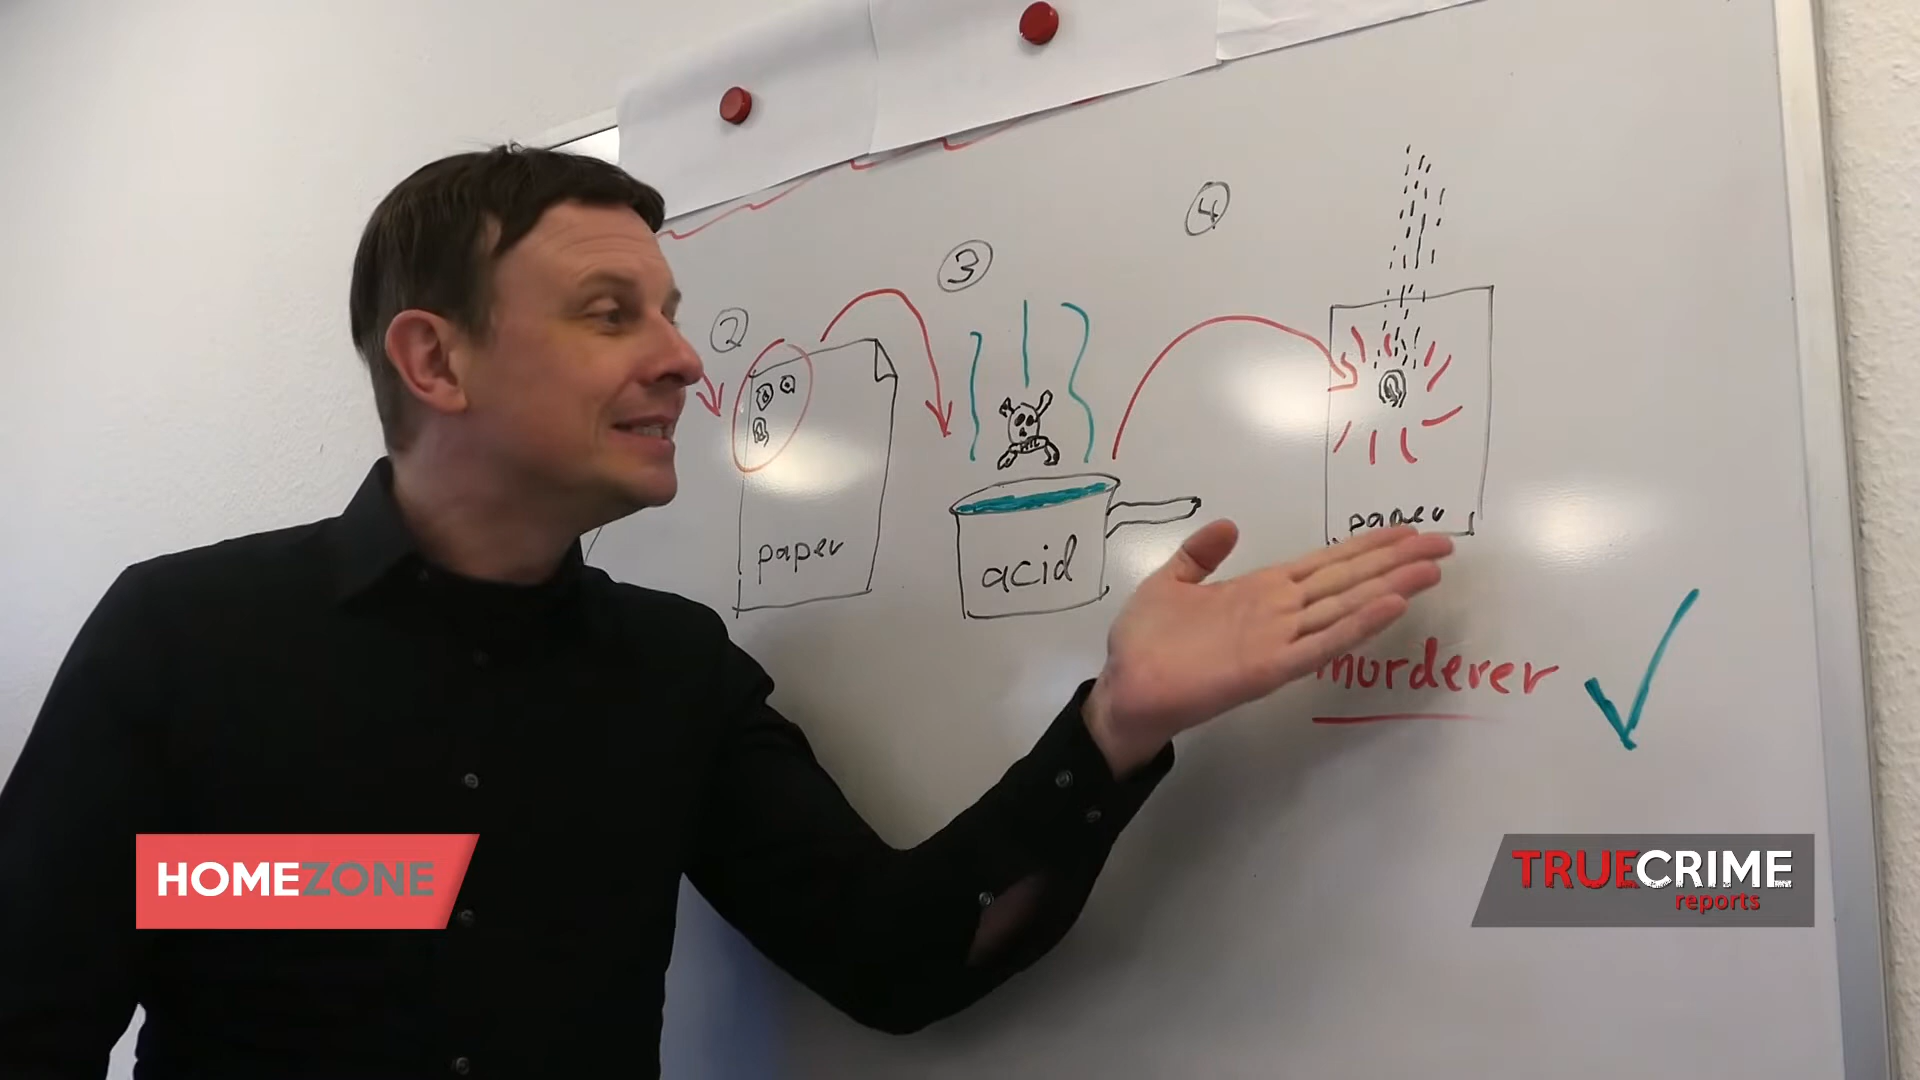 4
3
2
paper
acid
paper
murderer
HOMEZONE
TRUECRIME
reports